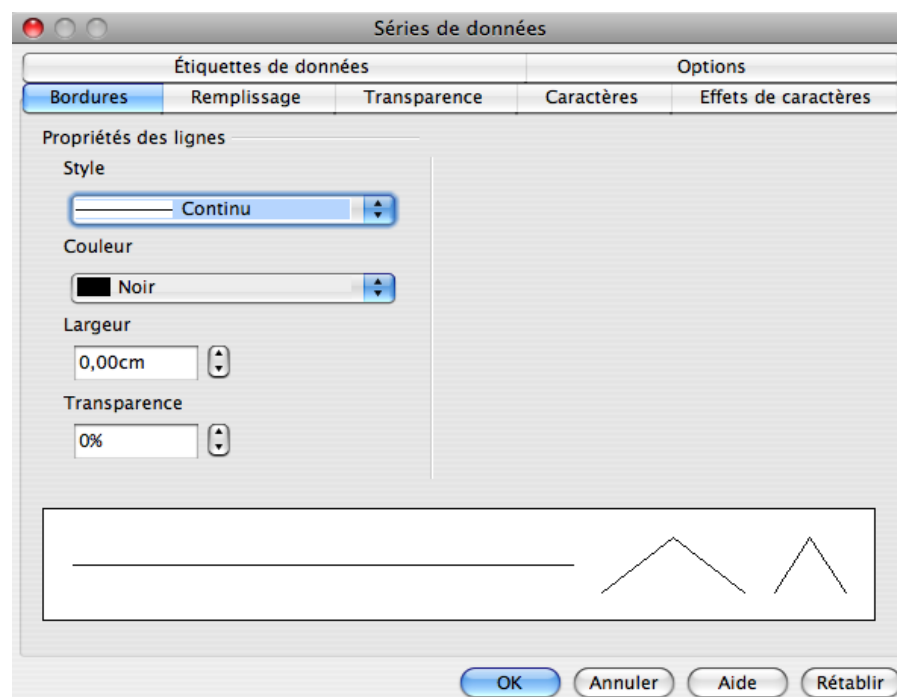 Séries de données
Étiquettes de données Options
Bordures Remplissage Transparence Caractères Effets de caractères
Propriétés des lignes
Style
Continu
Couleur
Noir
Largeur
0,00cm
Transparence
0%
OK Annuler Aide Rétablir